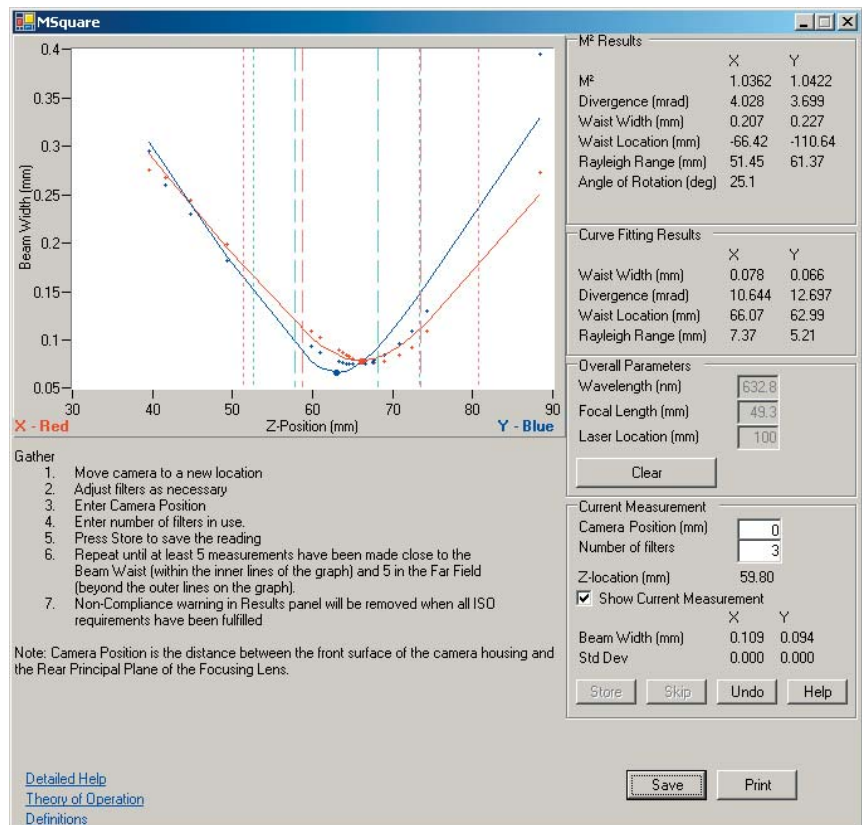 MSquare
0.4
0.35
0.3
0.25
0.2
0.15
0.1
0.05
Beam Width (mm)
30 40 50 60 70 80 90
X - Red Z-Position (mm) Y - Blue
Gather
1. Move camera to a new location
2. Adjust filters as necessary
3. Enter Camera Position
4. Enter number of filters in use.
5. Press Store to save the reading
6. Repeat until at least 5 measurements have been made close to the
Beam Waist (within the inner lines of the graph) and 5 in the Far Field
(beyond the outer lines on the graph).
7. Non-Compliance warning in Results panel will be removed when all ISO
requirements have been fulfilled
Note: Camera Position is the distance between the front surface of the camera housing and
the Rear Principal Plane of the Focusing Lens.
Detailed Help
Theory of Operation
Definitions
M² Results
X Y
M² 1.0362 1.0422
Divergence (mrad) 4.028 3.699
Waist Width (mm) 0.207 0.227
Waist Location (mm) -66.42 -110.64
Rayleigh Range (mm) 51.45 61.37
Angle of Rotation (deg) 25.1
Curve Fitting Results
X Y
Waist Width (mm) 0.078 0.066
Divergence (mrad) 10.644 12.697
Waist Location (mm) 66.07 62.99
Rayleigh Range (mm) 7.37 5.21
Overall Parameters
Wavelength (nm) 632.8
Focal Length (mm) 49.3
Laser Location (mm) 100
Clear
Current Measurement
Camera Position (mm) 0
Number of filters 3
Z-location (mm) 59.80
Show Current Measurement
X Y
Beam Width (mm) 0.109 0.094
Std Dev 0.000 0.000
Store Skip Undo Help
Save Print